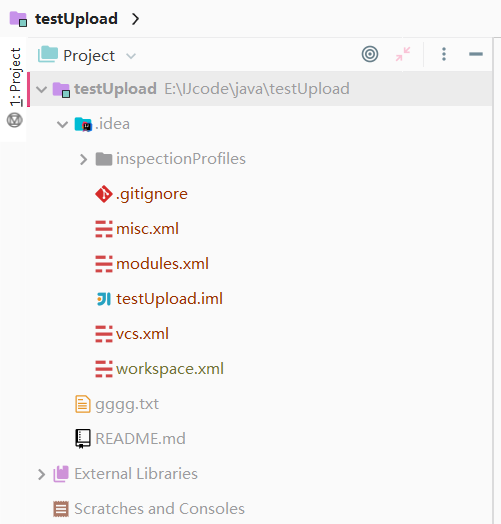 testUpload
1: Project
Project
testUpload E:\IJcode\java\testUpload
.idea
inspectionProfiles
.gitignore
misc.xml
modules.xml
testUpload.iml
vcs.xml
workspace.xml
gggg.txt
README.md
External Libraries
Scratches and Consoles